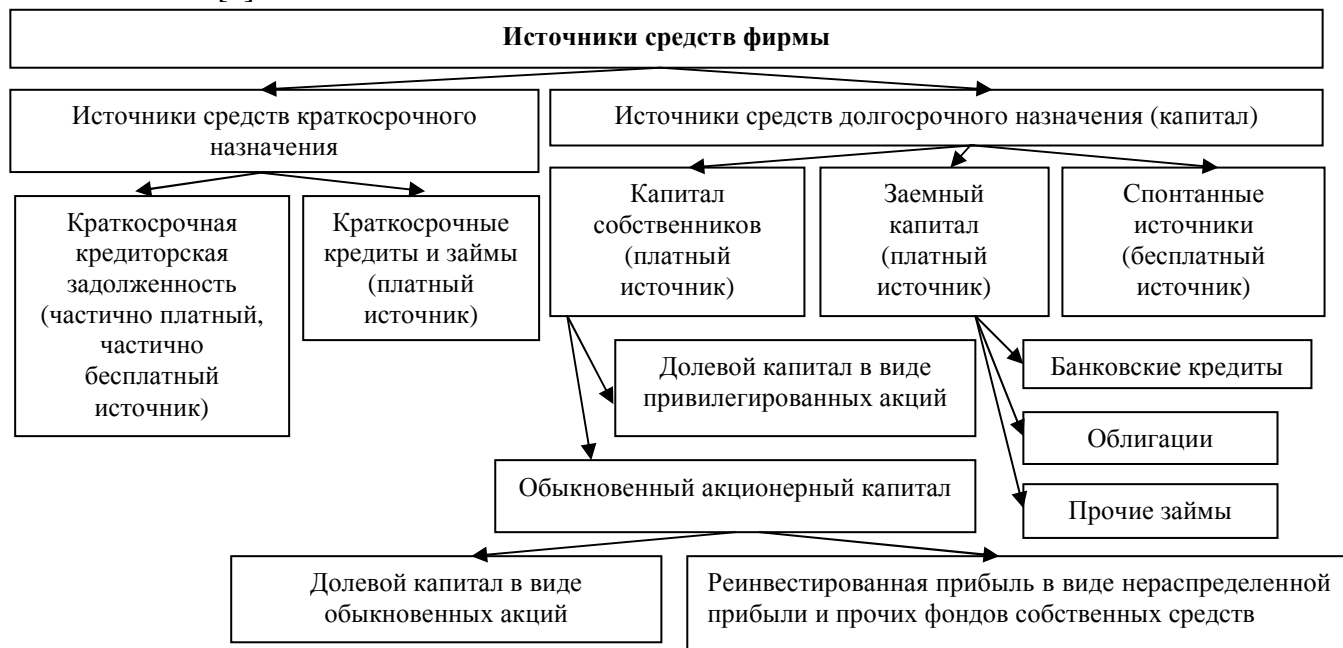 Источники средств фирмы
Источники средств краткосрочного
назначения
Источники средств долгосрочного назначения (капитал)
Краткосрочная
кредиторская
задолженность
(частично платный,
частично
бесплатный
источник)
Краткосрочные
кредиты и займы
(платный
источник)
Капитал
собственников
(платный
источник)
Заемный
капитал
(платный
источник)
Спонтанные
источники
(бесплатный
источник)
Долевой капитал в виде
привилегированных акций
Банковские кредиты
Облигации
Обыкновенный акционерный капитал
Прочие займы
Долевой капитал в виде
обыкновенных акций
Реинвестированная прибыль в виде нераспределенной
прибыли и прочих фондов собственных средств